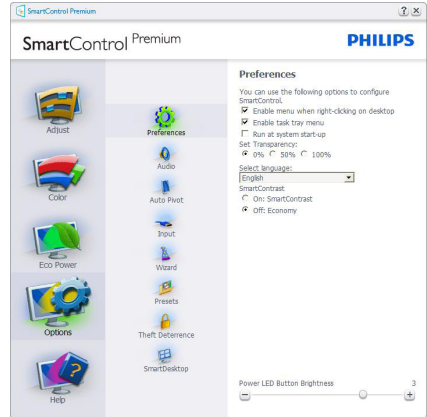 SmartControl Premium
SmartControl Premium
PHILIPS
Adjust
Color
Eco Power
Options
Help
Preferences
Audio
Auto Pivot
Input
Wizard
Presets
Theft Deterrence
SmartDesktop
Preferences
You can use the following options to configure
SmartControl.
Enable menu when right-clicking on desktop
Enable task tray menu
Run at system start-up
Set Transparency:
0% 50% 100%
Select language:
English
SmartContrast
On: SmartContrast
Off: Economy
Power LED Button Brightness 3